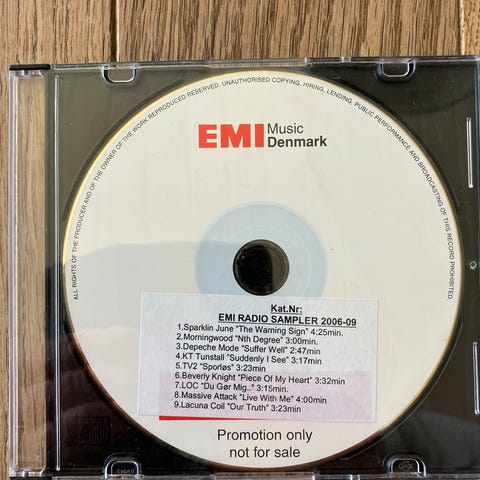 ALL RIGHTS OF THE PRODUCER AND OF THE OWNER OF THE WORK REPRODUCED RESERVED. UNAUTHORISED COPYING, HIRING, LENDING, PUBLIC PERFORMANCE AND BROADCASTING OF THIS RECORD PROHIBITED.
EMI Music
Denmark
Kat.Nr:
EMI RADIO SAMPLER 2006-09
1.Sparklin June "The Warning Sign" 4:25min.
2.Morningwood "Nth Degree" 3:00min.
3.Depeche Mode "Suffer Well" 2:47min
4.KT Tunstall "Suddenly I See" 3:17min
5.TV2 "Sporløs" 3:23min
6.Beverly Knight "Piece Of My Heart" 3:32min
7.LOC "Du Gør Mig.." 3:15min.
8.Massive Attack "Live With Me" 4:00min
9.Lacuna Coil "Our Truth" 3:23min
Promotion only
not for sale